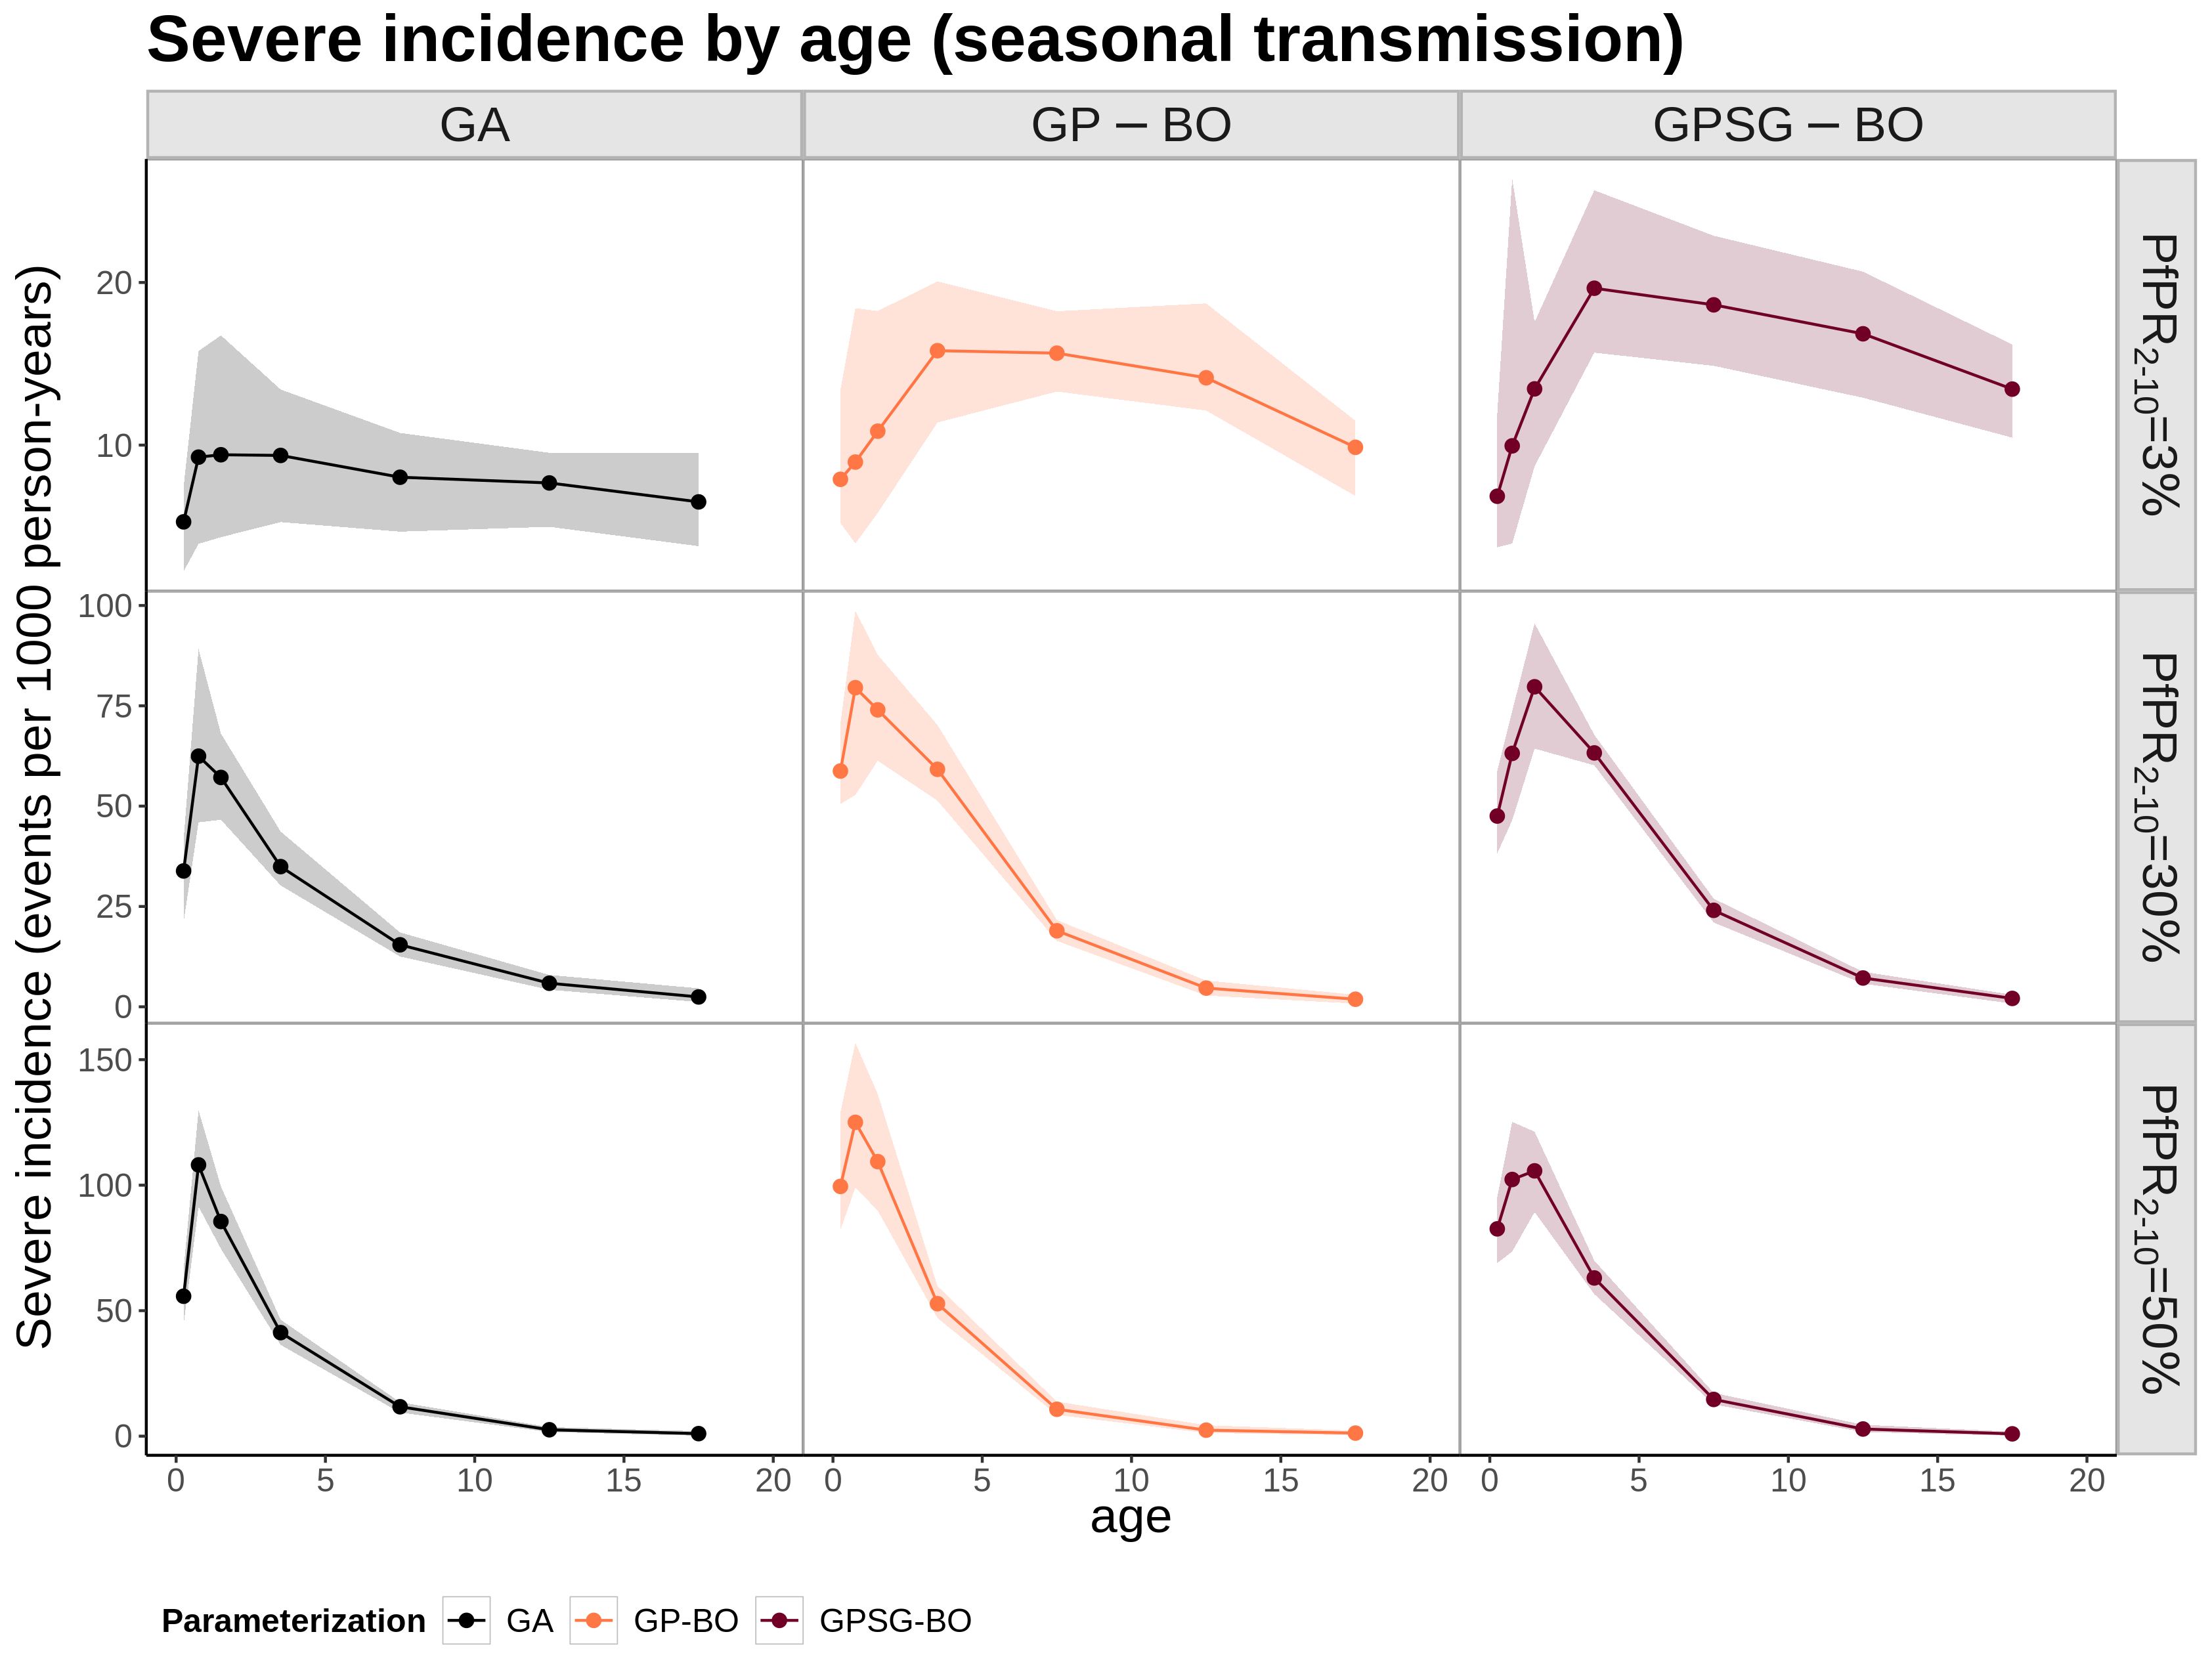 Severe incidence by age (seasonal transmission)
GA
GP − BO
GPSG − BO
Severe incidence (events per 1000 person-years)
20
10
PfPR2-10=3%
100
75
50
25
0
PfPR2-10=30%
150
100
50
0
PfPR2-10=50%
0 5 10 15 20
0 5 10 15 20
0 5 10 15 20
age
Parameterization GA GP-BO GPSG-BO